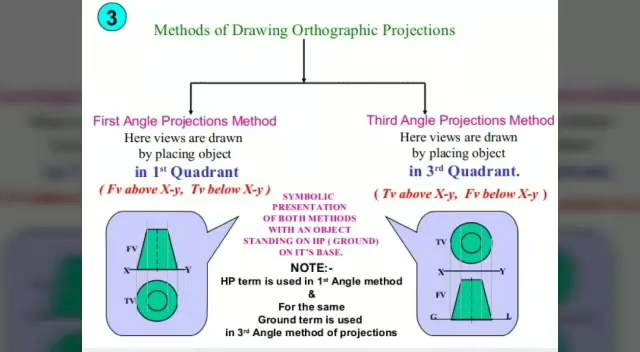 3
Methods of Drawing Orthographic Projections
First Angle Projections Method
Here views are drawn
by placing object
in 1st Quadrant
( Fv above X-y, Tv below X-y )
Third Angle Projections Method
Here views are drawn
by placing object
in 3rd Quadrant.
( Tv above X-y, Fv below X-y )
SYMBOLIC
PRESENTATION
OF BOTH METHODS
WITH AN OBJECT
STANDING ON HP ( GROUND)
ON IT'S BASE.
NOTE:-
HP term is used in 1st Angle method
&
For the same
Ground term is used
in 3rd Angle method of projections
FV
X Y
TV
TV
X Y
FV
G L